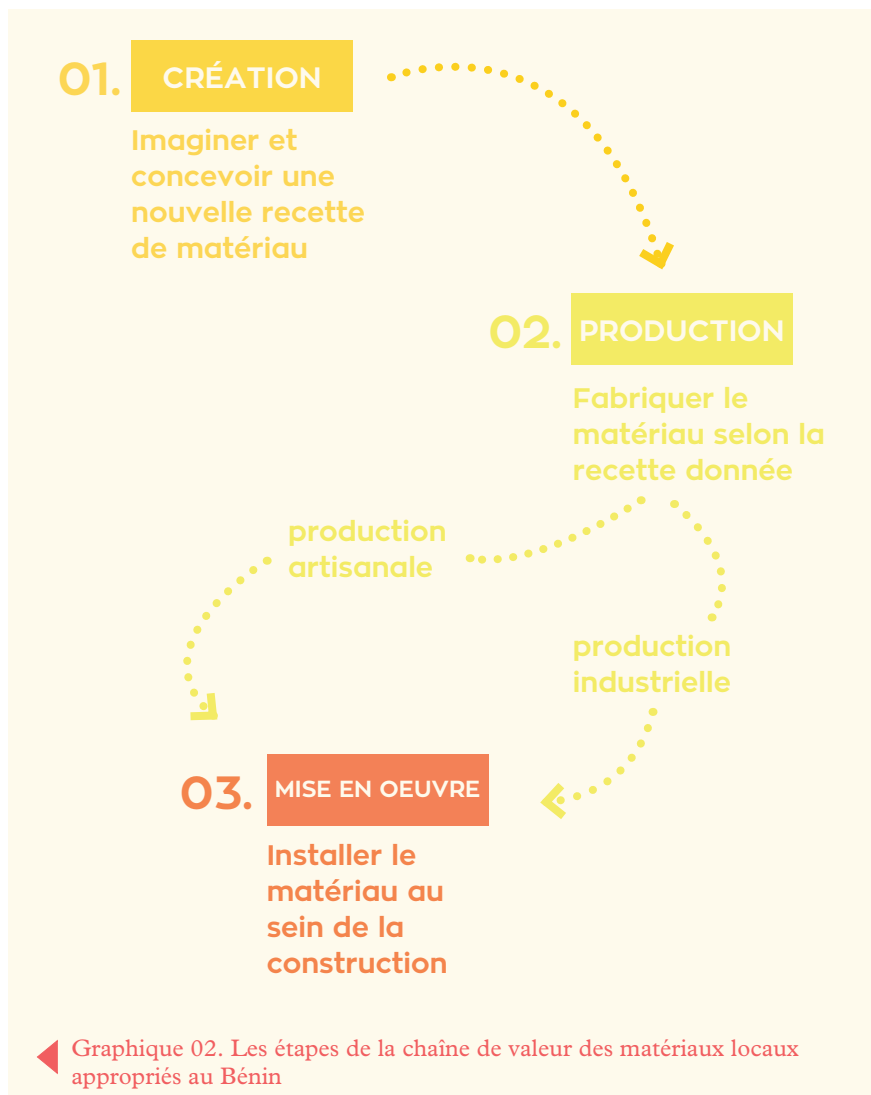 01. CRÉATION
Imaginer et
concevoir une
nouvelle recette
de matériau
02. PRODUCTION
Fabriquer le
matériau selon la
recette donnée
production
artisanale
production
industrielle
03. MISE EN OEUVRE
Installer le
matériau au
sein de la
construction
Graphique 02. Les étapes de la chaîne de valeur des matériaux locaux
appropriés au Bénin